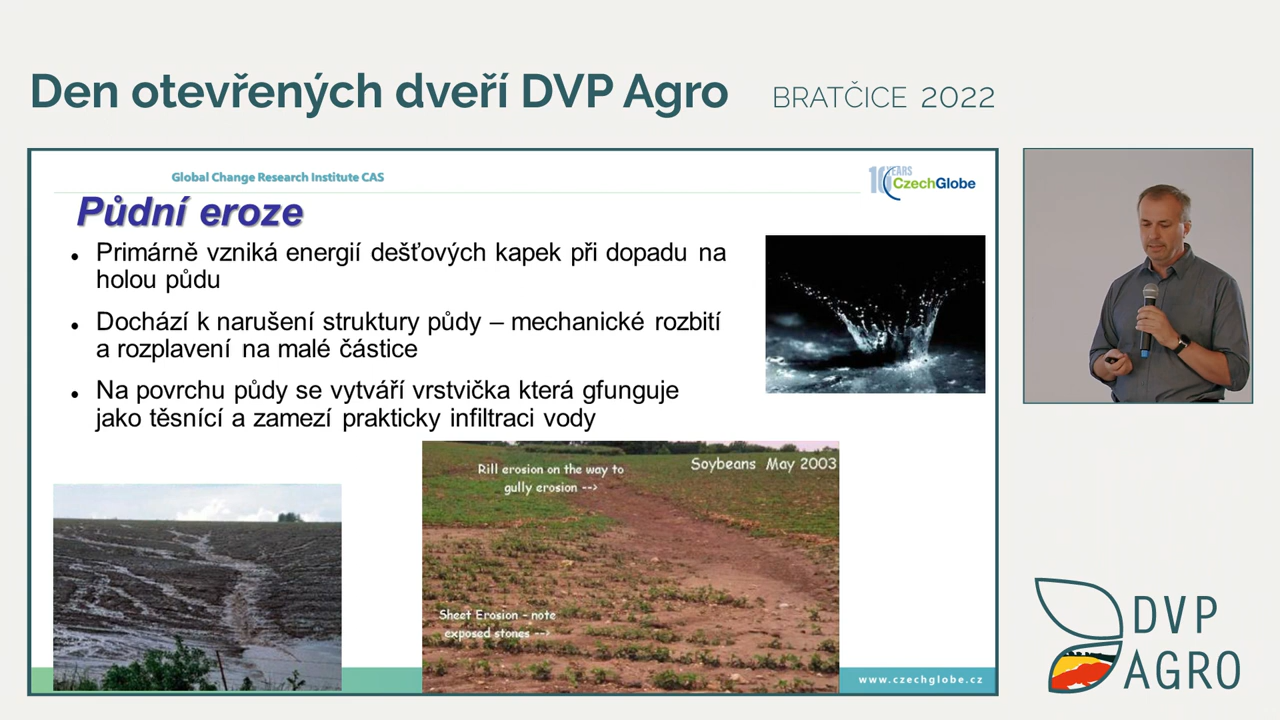 Den otevřených dveří DVP Agro BRATČICE 2022
Global Change Research Institute CAS
10 YEARS
CzechGlobe
Půdní eroze
Primárně vzniká energií dešťových kapek při dopadu na
holou půdu
Dochází k narušení struktury půdy – mechanické rozbití
a rozplavení na malé částice
Na povrchu půdy se vytváří vrstvička která gfunguje
jako těsnící a zamezí prakticky infiltraci vody
Rill erosion on the way to
gully erosion -->
Soybeans May 2003
Sheet Erosion - note
exposed stones -->
www.czechglobe.cz
DVP
AGRO